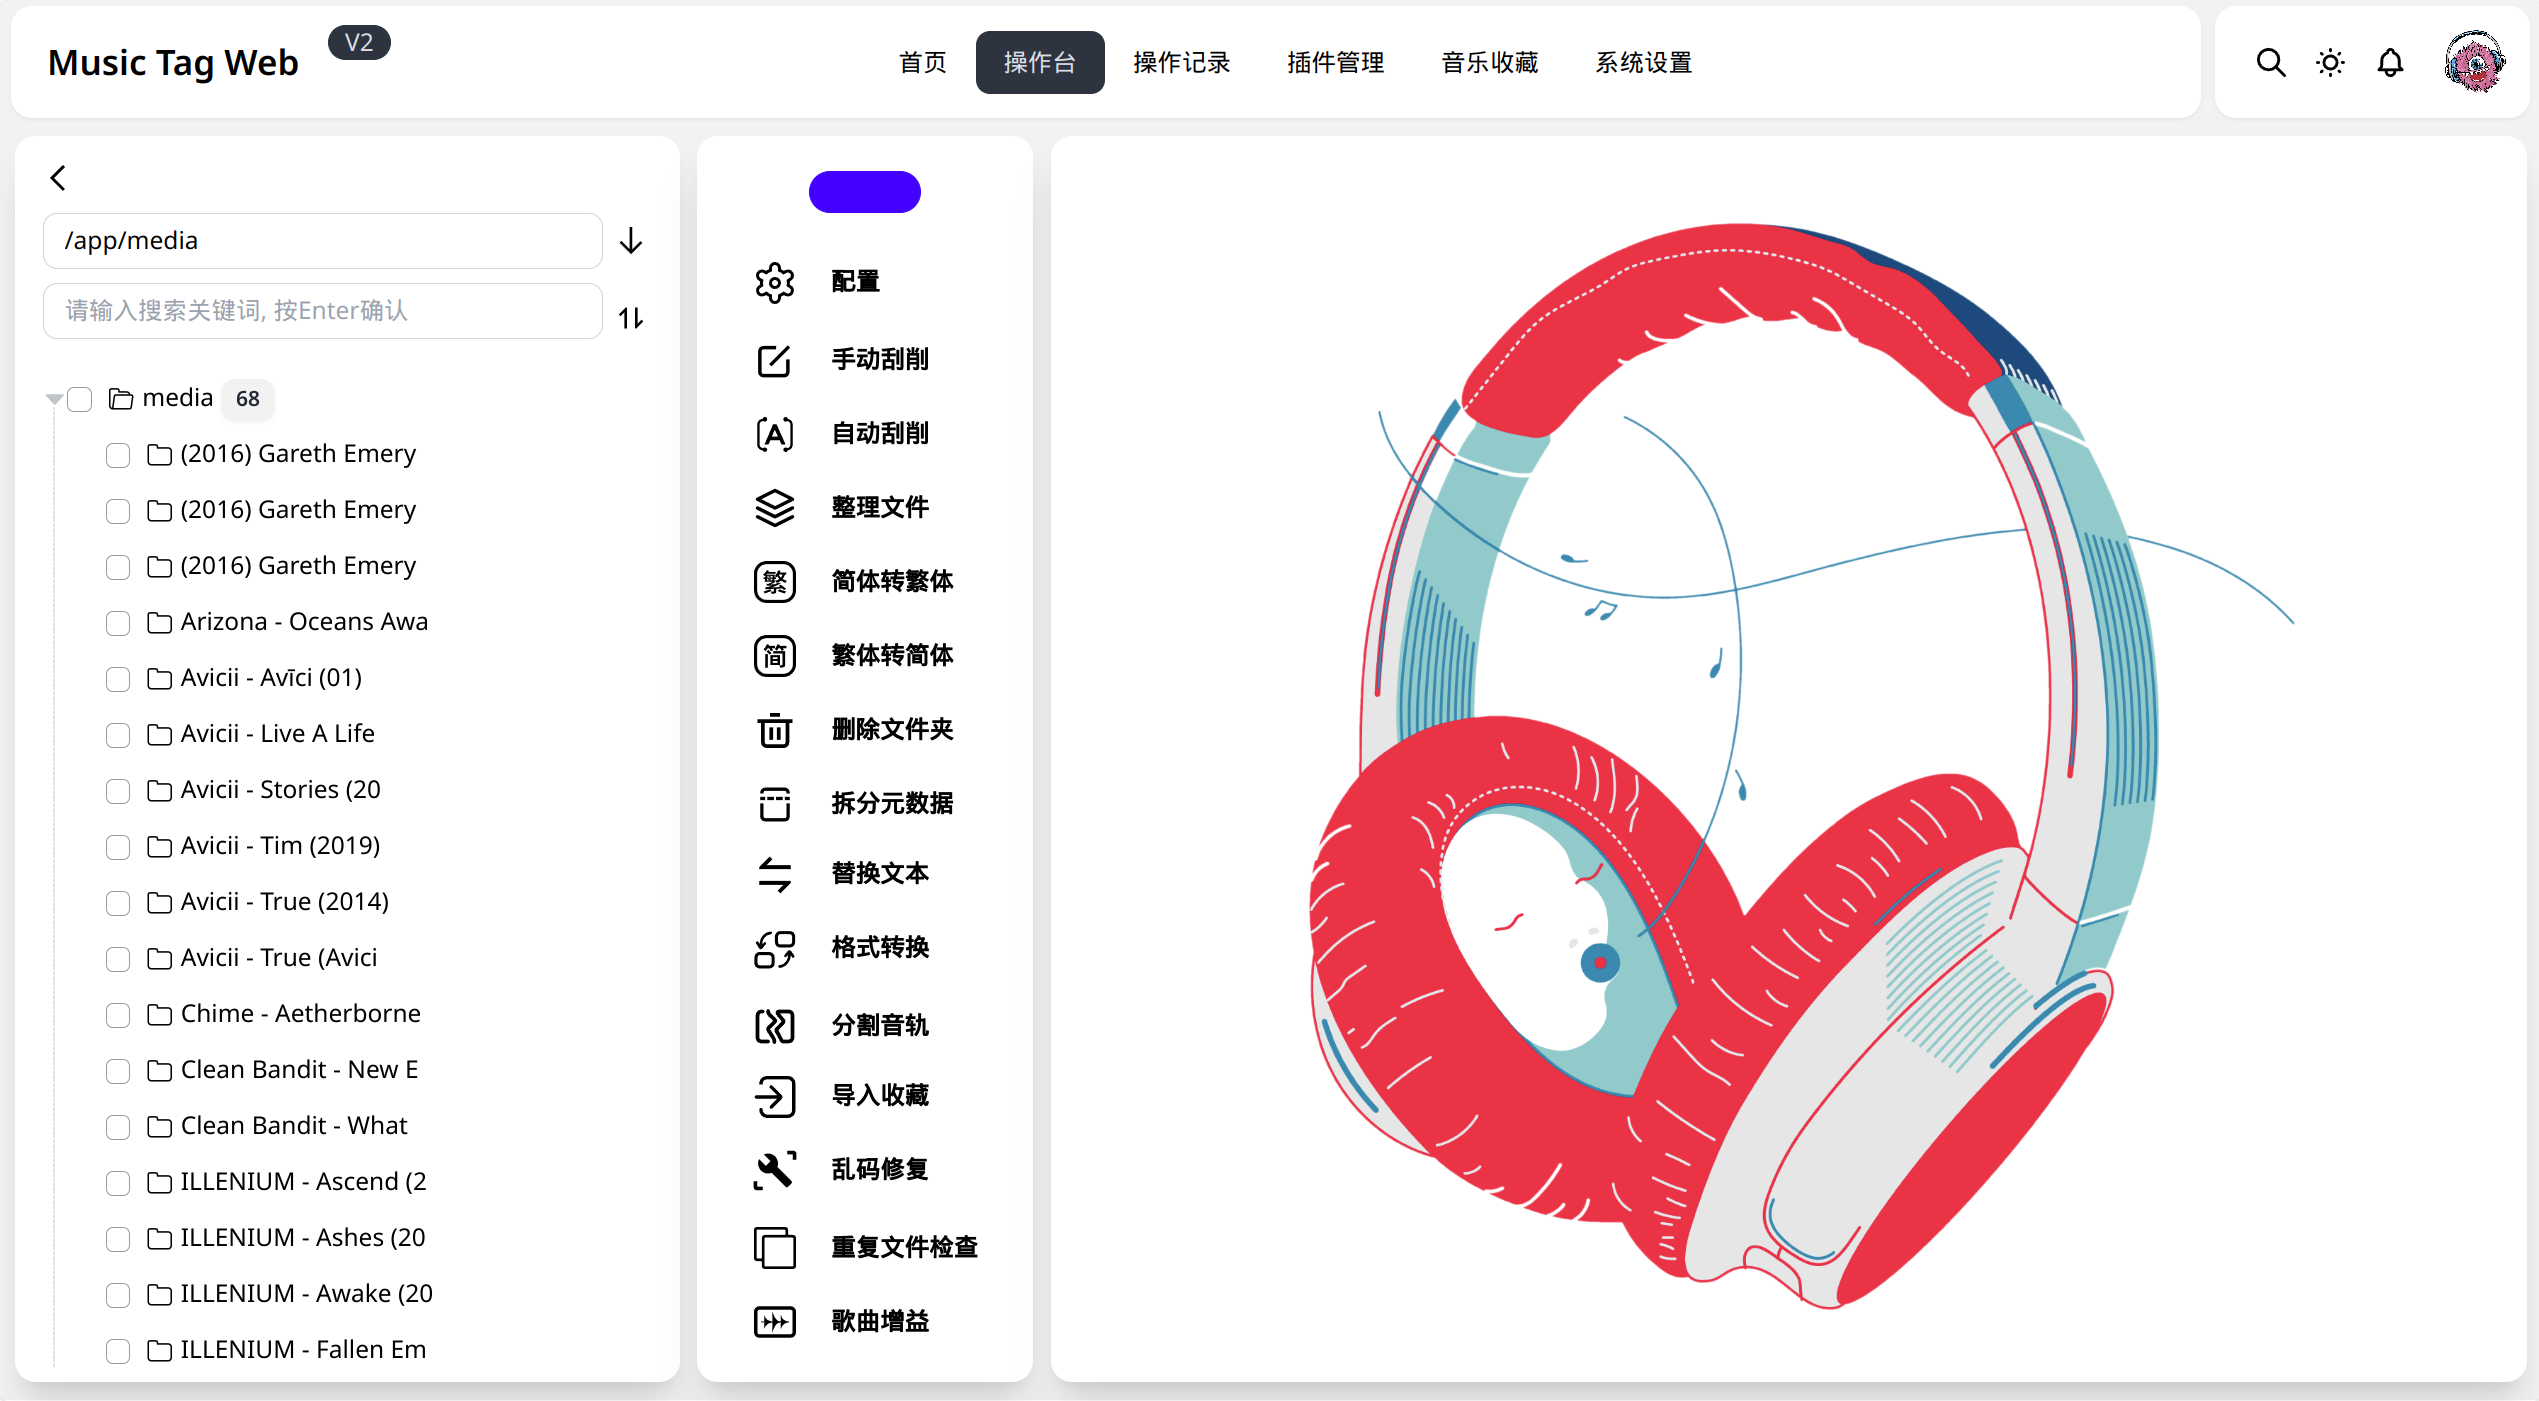 Music Tag Web
V2
首页
操作台
操作记录
插件管理
音乐收藏
系统设置
/app/media
请输入搜索关键词, 按Enter确认
media 68
(2016) Gareth Emery
(2016) Gareth Emery
(2016) Gareth Emery
Arizona - Oceans Awa
Avicii - Avīci (01)
Avicii - Live A Life
Avicii - Stories (20
Avicii - Tim (2019)
Avicii - True (2014)
Avicii - True (Avici
Chime - Aetherborne
Clean Bandit - New E
Clean Bandit - What
ILLENIUM - Ascend (2
ILLENIUM - Ashes (20
ILLENIUM - Awake (20
ILLENIUM - Fallen Em
配置
手动刮削
A 自动刮削
整理文件
繁 简体转繁体
简 繁体转简体
删除文件夹
拆分元数据
替换文本
格式转换
分割音轨
导入收藏
乱码修复
重复文件检查
歌曲增益